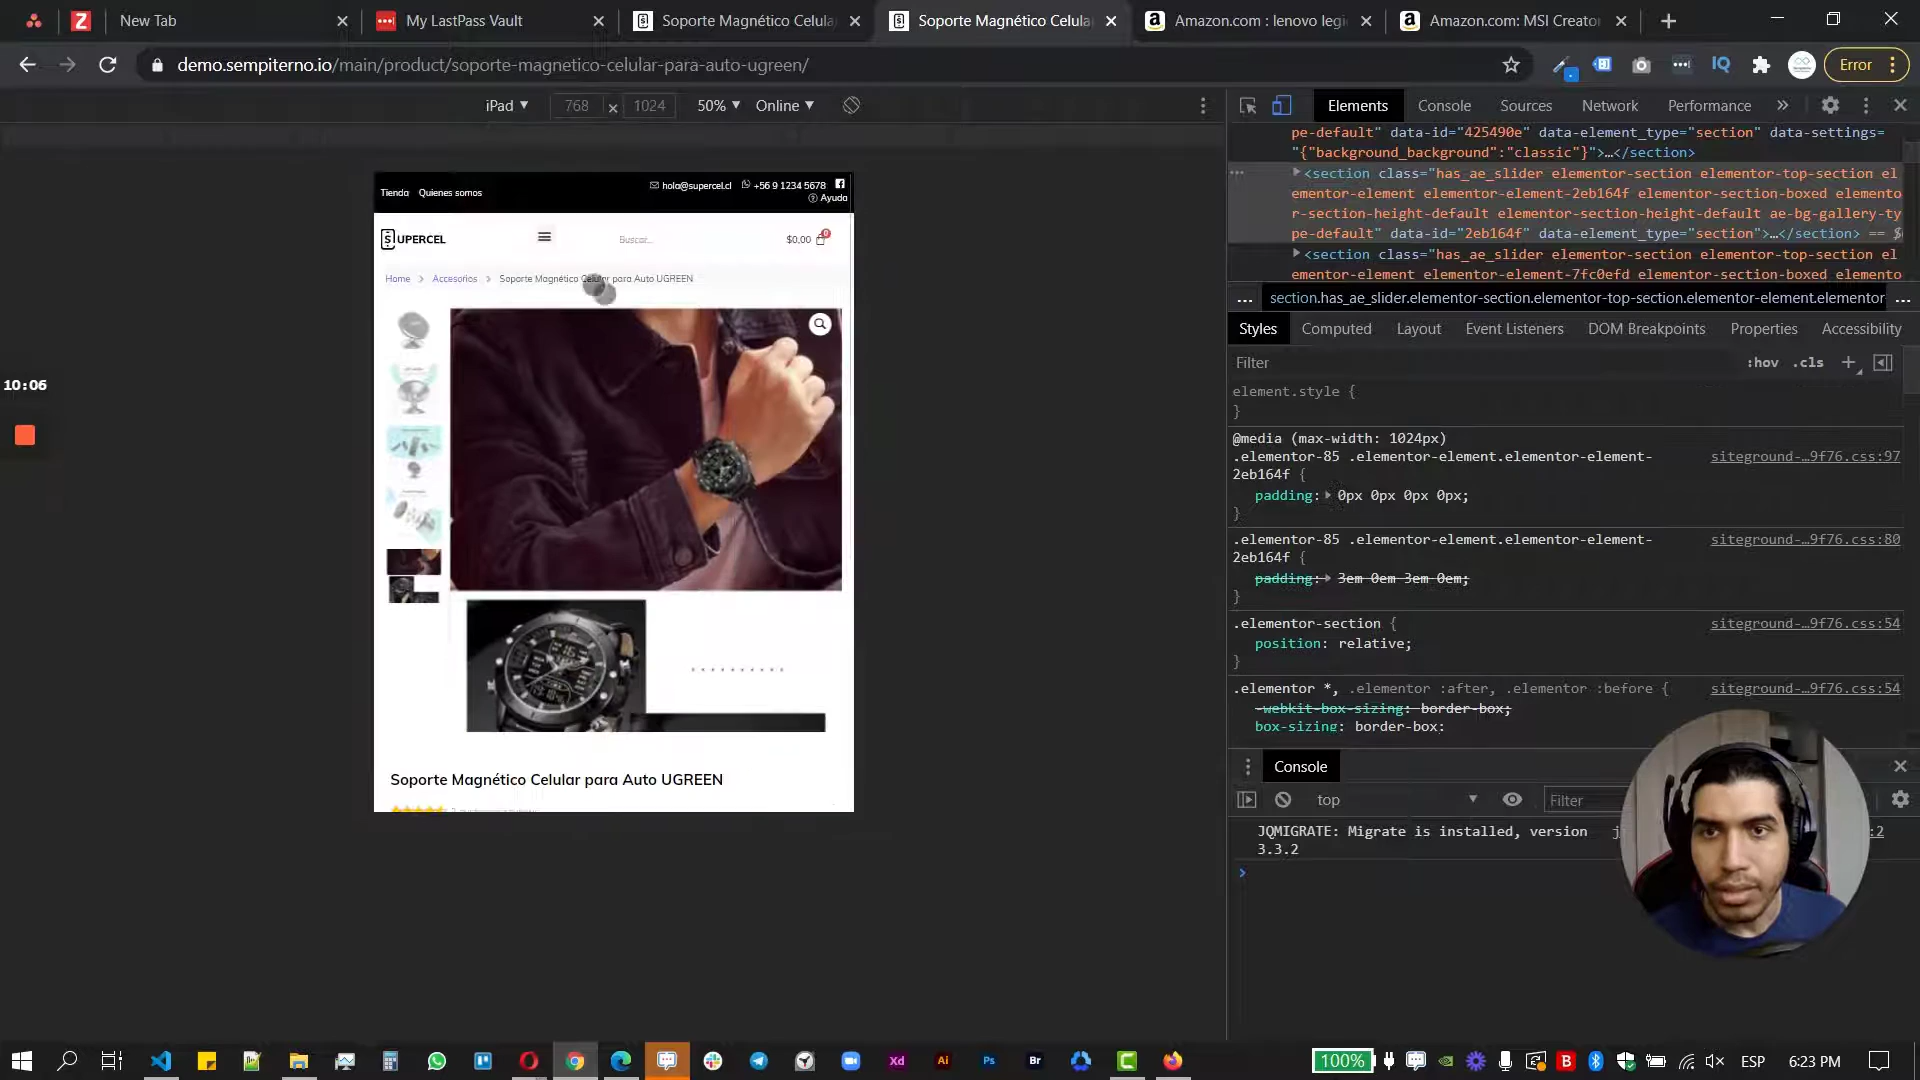 New Tab
My LastPass Vault
Soporte Magnético Celula
Soporte Magnético Celula
Amazon.com : lenovo legi
Amazon.com: MSI Creato
demo.sempiterno.io/main/product/soporte-magnetico-celular-para-auto-ugreen/
Error
iPad
768
1024
50%
Online
Elements
Console
Sources
Network
Performance
pe-default" data-id="425490e" data-element_type="section" data-settings=
"{"background_background":"classic"}">…</section>
<section class="has_ae_slider elementor-section elementor-top-section el
ementor-element elementor-element-2eb164f elementor-section-boxed elemento
r-section-height-default elementor-section-height-default ae-bg-gallery-ty
pe-default" data-id="2eb164f" data-element_type="section">…</section> == $
<section class="has_ae_slider elementor-section elementor-top-section el
ementor-element elementor-element-7fc0efd elementor-section-boxed elemento
section.has_ae_slider.elementor-section.elementor-top-section.elementor-element.elementor-
Styles
Computed
Layout
Event Listeners
DOM Breakpoints
Properties
Accessibility
Filter
:hov
.cls
element.style {
}
@media (max-width: 1024px)
.elementor-85 .elementor-element.elementor-element-
siteground-…9f76.css:97
2eb164f {
padding: 0px 0px 0px 0px;
}
.elementor-85 .elementor-element.elementor-element-
siteground-…9f76.css:80
2eb164f {
padding: 3em 0em 3em 0em;
}
.elementor-section {
siteground-…9f76.css:54
position: relative;
}
.elementor *, .elementor :after, .elementor :before {
siteground-…9f76.css:54
-webkit-box-sizing: border-box;
box-sizing: border-box;
Console
top
Filter
JQMIGRATE: Migrate is installed, version
:2
3.3.2
Tienda
Quienes somos
hola@supercel.cl
+56 9 1234 5678
Ayuda
SUPERCEL
Buscar...
$0,00
0
Home
Accesorios
Soporte Magnético Celular para Auto UGREEN
Soporte Magnético Celular para Auto UGREEN
10:06
100%
ESP
6:23 PM